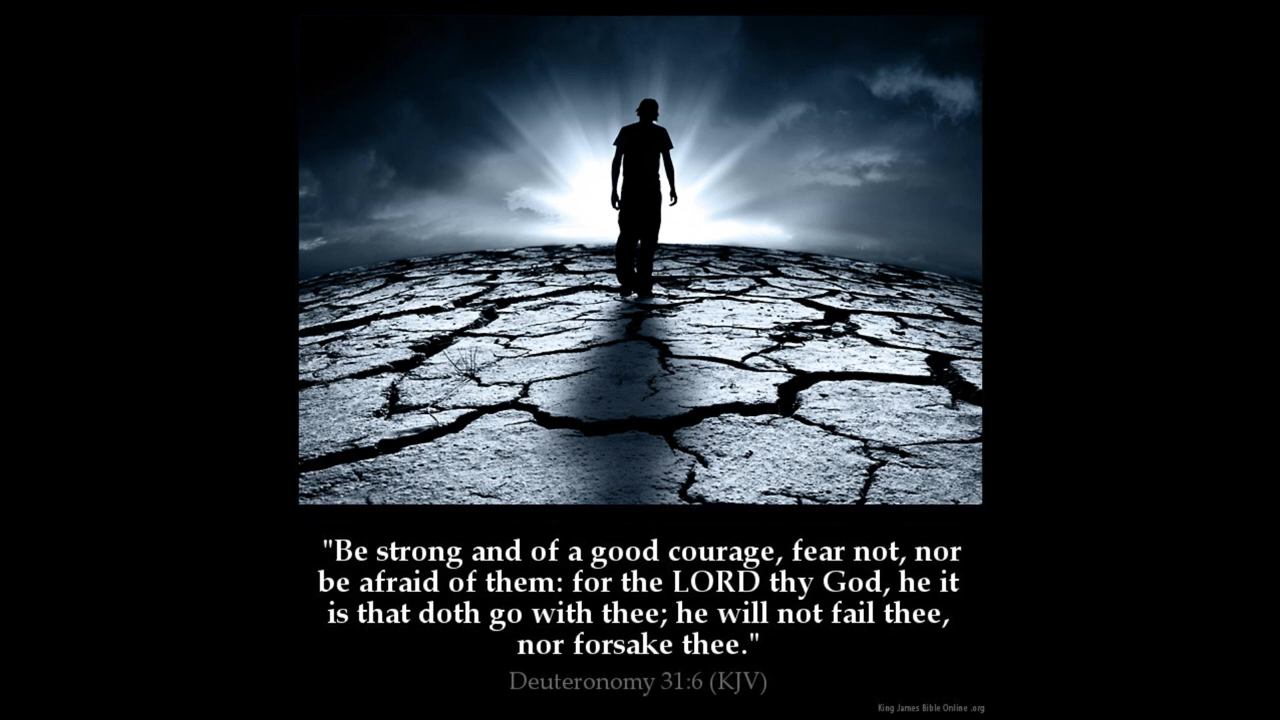 "Be strong and of a good courage, fear not, nor
be afraid of them: for the LORD thy God, he it
is that doth go with thee; he will not fail thee,
nor forsake thee."
Deuteronomy 31:6 (KJV)
King James Bible Online .org